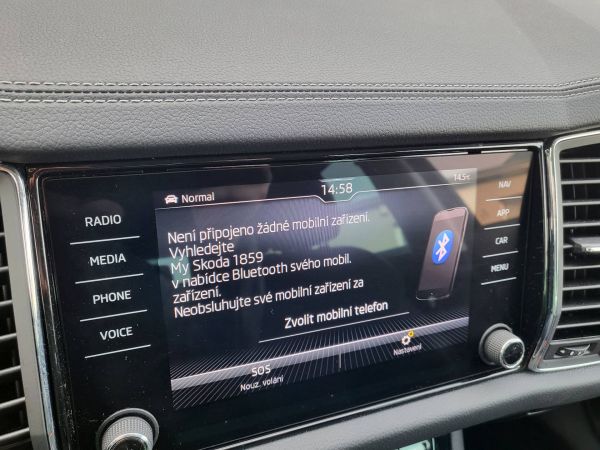 Normal
14:58
14.5°C
RADIO
MEDIA
PHONE
VOICE
Není připojeno žádné mobilní zařízení.
Vyhledejte
My Skoda 1859
v nabídce Bluetooth svého mobil.
zařízení.
Neobsluhujte své mobilní zařízení za
Zvolit mobilní telefon
SOS
Nouz. volání
Nastavení
NAV
APP
CAR
MENU